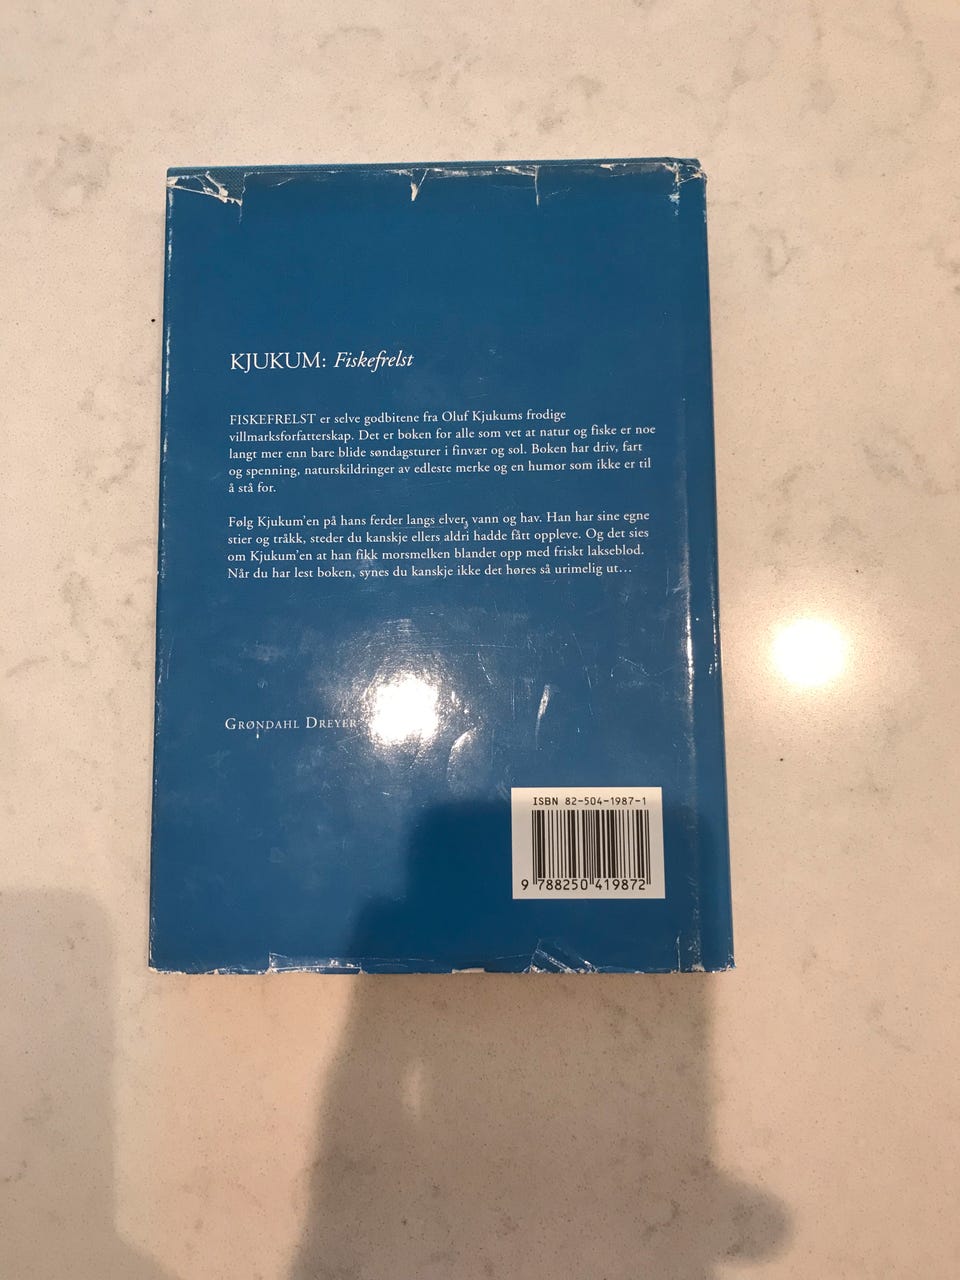 KJUKUM: Fiskefrelst
FISKEFRELST er selve godbitene fra Oluf Kjukums frodige
villmarksforfatterskap. Det er boken for alle som vet at natur og fiske er noe
langt mer enn bare blide søndagsturer i finvær og sol. Boken har driv, fart
og spenning, naturskildringer av edleste merke og en humor som ikke er til
å stå for.
Følg Kjukum'en på hans ferder langs elver, vann og hav. Han har sine egne
stier og tråkk, steder du kanskje ellers aldri hadde fått oppleve. Og det sies
om Kjukum'en at han fikk morsmelken blandet opp med friskt lakseblod.
Når du har lest boken, synes du kanskje ikke det høres så urimelig ut...
GRØNDAHL DREYER
ISBN 82-504-1987-1
9 788250 419872